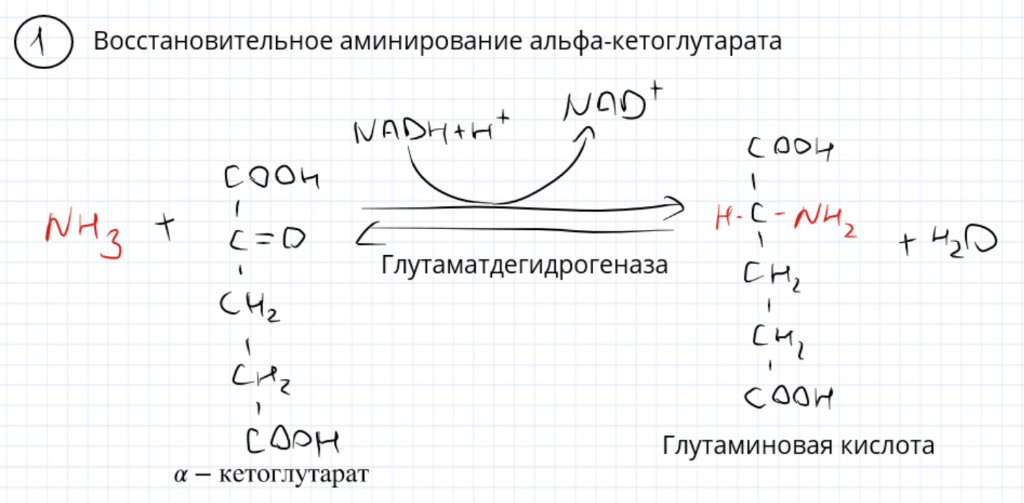 1 Восстановительное аминирование альфа-кетоглутарата
NADH+H⁺ NAD⁺
NH₃ +
COOH
C=O
CH₂
CH₂
COOH
α – кетоглутарат
Глутаматдегидрогеназа
COOH
H-C-NH₂
CH₂
CH₂
COOH
+ H₂O
Глутаминовая кислота